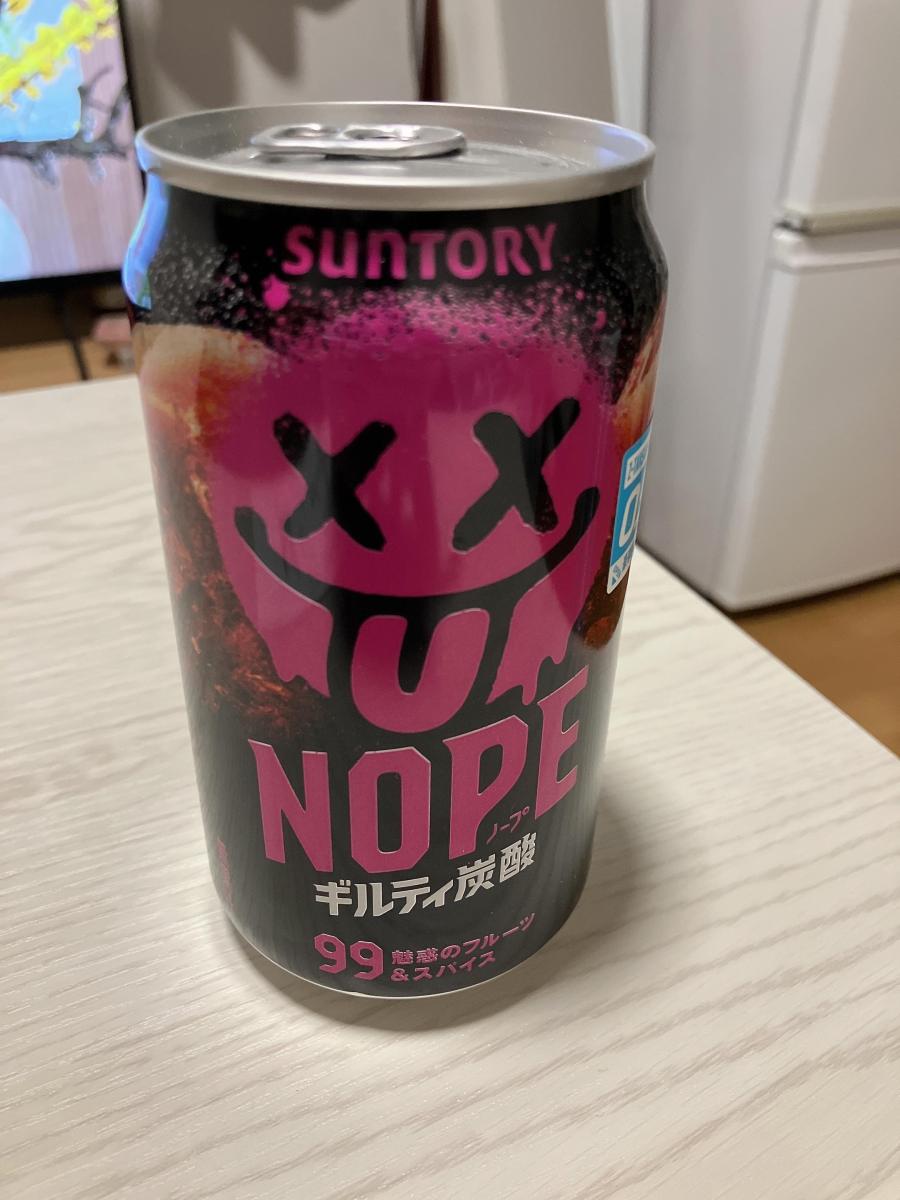 SUNTORY
NOPE
ノープ
ギルティ炭酸
99 魅惑のフルーツ
&スパイス